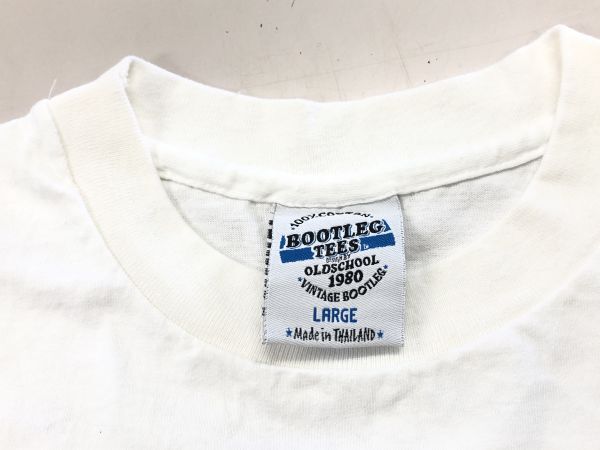 100% COTTON
BOOTLEG
TEES
DESIGN BY
OLDSCHOOL
1980
VINTAGE BOOTLEG
LARGE
★ Made in THAILAND ★